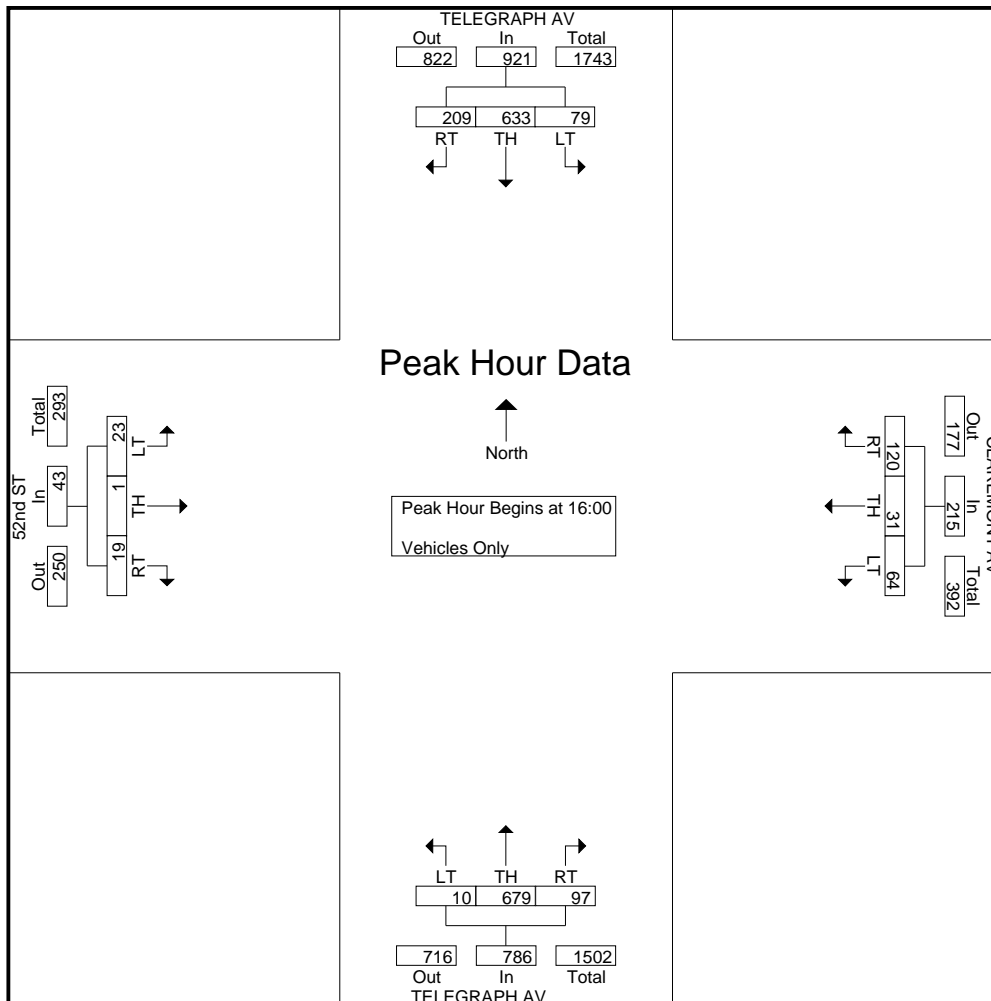 TELEGRAPH AV
Out In Total
822 921 1743
209 633 79
RT TH LT
Peak Hour Data
North
Peak Hour Begins at 16:00
Vehicles Only
52nd ST
Out In Total
250 43 293
19 1 23
RT TH LT
CLAREMONT AV
Out In Total
177 215 392
120 31 64
RT TH LT
LT TH RT
10 679 97
716 786 1502
Out In Total
TELEGRAPH AV